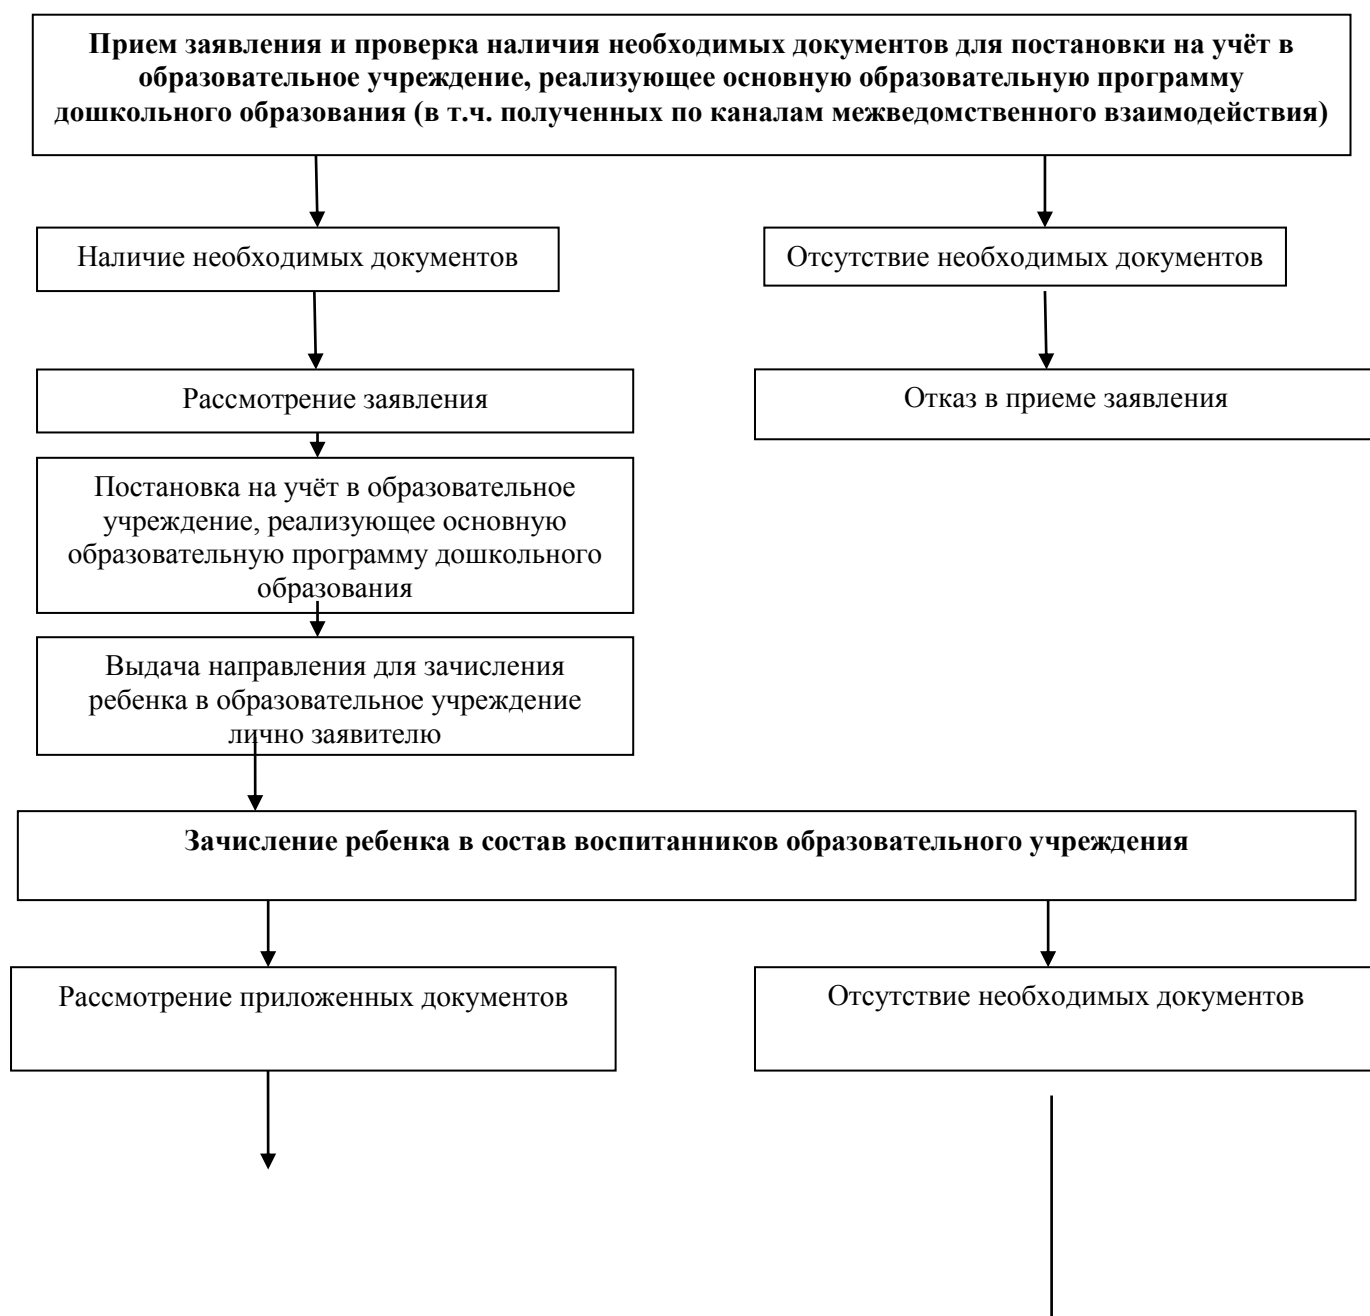 Прием заявления и проверка наличия необходимых документов для постановки на учёт в
образовательное учреждение, реализующее основную образовательную программу
дошкольного образования (в т.ч. полученных по каналам межведомственного взаимодействия)
Наличие необходимых документов
Отсутствие необходимых документов
Рассмотрение заявления
Отказ в приеме заявления
Постановка на учёт в образовательное
учреждение, реализующее основную
образовательную программу дошкольного
образования
Выдача направления для зачисления
ребенка в образовательное учреждение
лично заявителю
Зачисление ребенка в состав воспитанников образовательного учреждения
Рассмотрение приложенных документов
Отсутствие необходимых документов